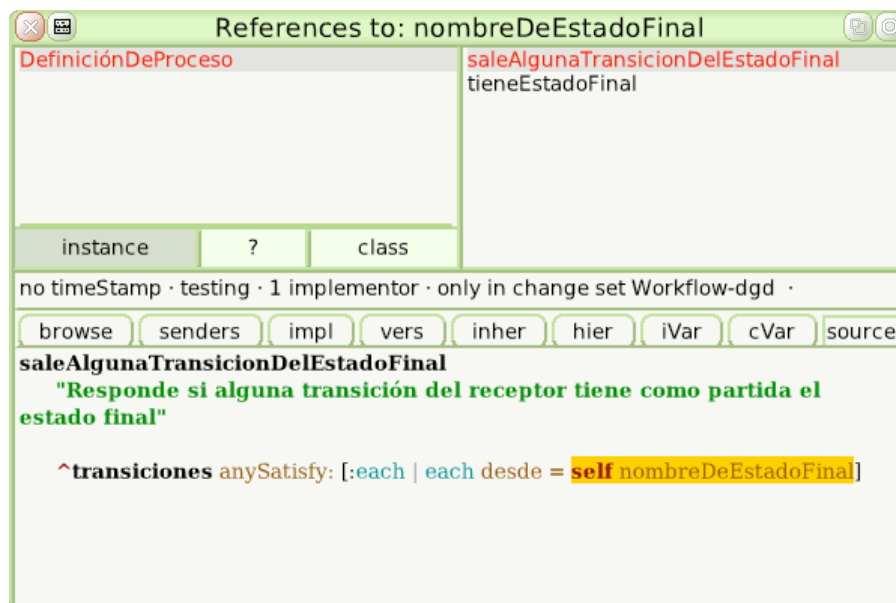 References to: nombreDeEstadoFinal
DefiniciónDeProceso
saleAlgunaTransicionDelEstadoFinal
tieneEstadoFinal
instance ? class
no timeStamp · testing · 1 implementor · only in change set Workflow-dgd ·
browse senders impl vers inher hier iVar cVar source
saleAlgunaTransicionDelEstadoFinal
"Responde si alguna transición del receptor tiene como partida el
estado final"
^transiciones anySatisfy: [:each | each desde = self nombreDeEstadoFinal]